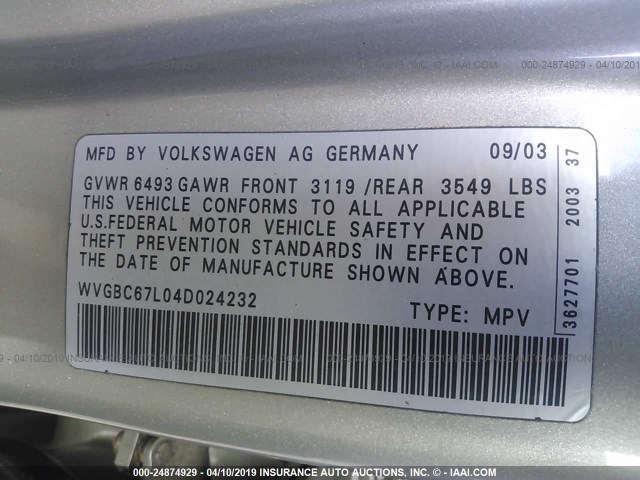 MFD BY VOLKSWAGEN AG GERMANY 09/03
GVWR 6493 GAWR FRONT 3119 /REAR 3549 LBS
THIS VEHICLE CONFORMS TO ALL APPLICABLE
U.S.FEDERAL MOTOR VEHICLE SAFETY AND
THEFT PREVENTION STANDARDS IN EFFECT ON
THE DATE OF MANUFACTURE SHOWN ABOVE.
WVGBC67L04D024232 TYPE: MPV
3627701 2003 37
000-24874929 - 04/10/2019 INSURANCE AUTO AUCTIONS INC. © - IAAI.COM